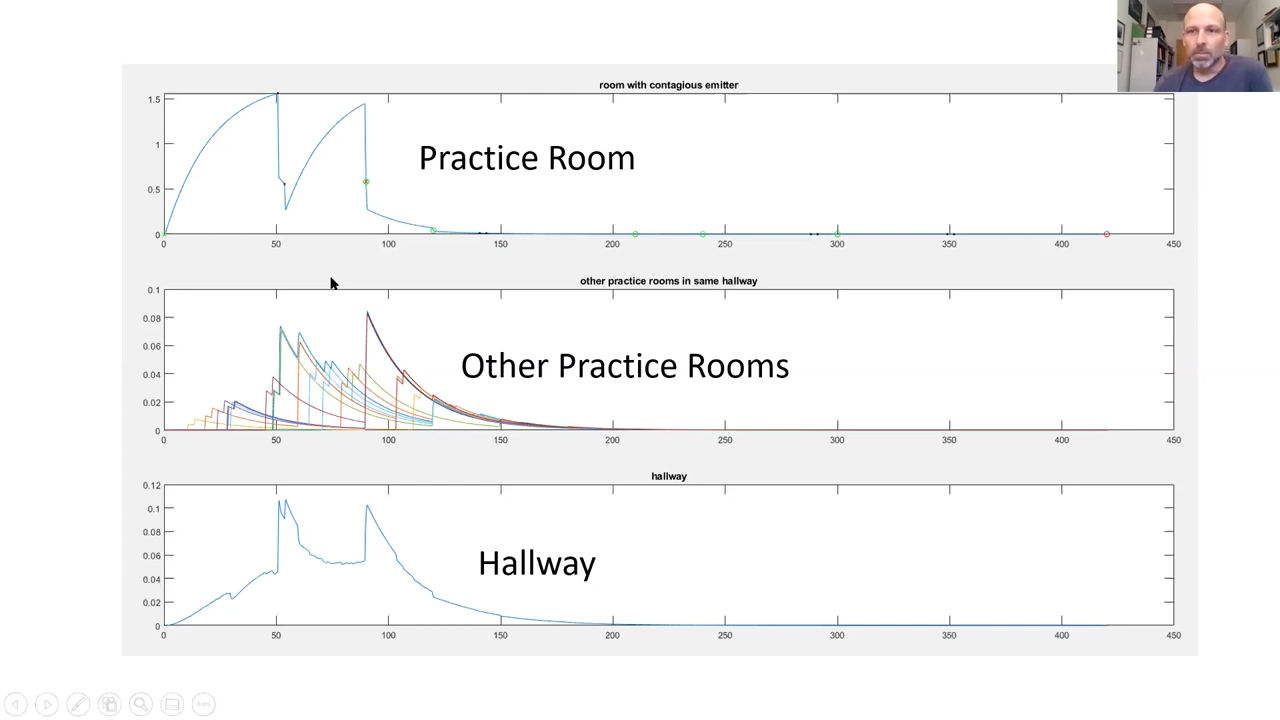 room with contagious emitter
1.5
1
0.5
0
Practice Room
0 50 100 150 200 250 300 350 400 450
other practice rooms in same hallway
0.1
0.08
0.06
0.04
0.02
0
Other Practice Rooms
0 50 100 150 200 250 300 350 400 450
hallway
0.12
0.1
0.08
0.06
0.04
0.02
0
Hallway
0 50 100 150 200 250 300 350 400 450